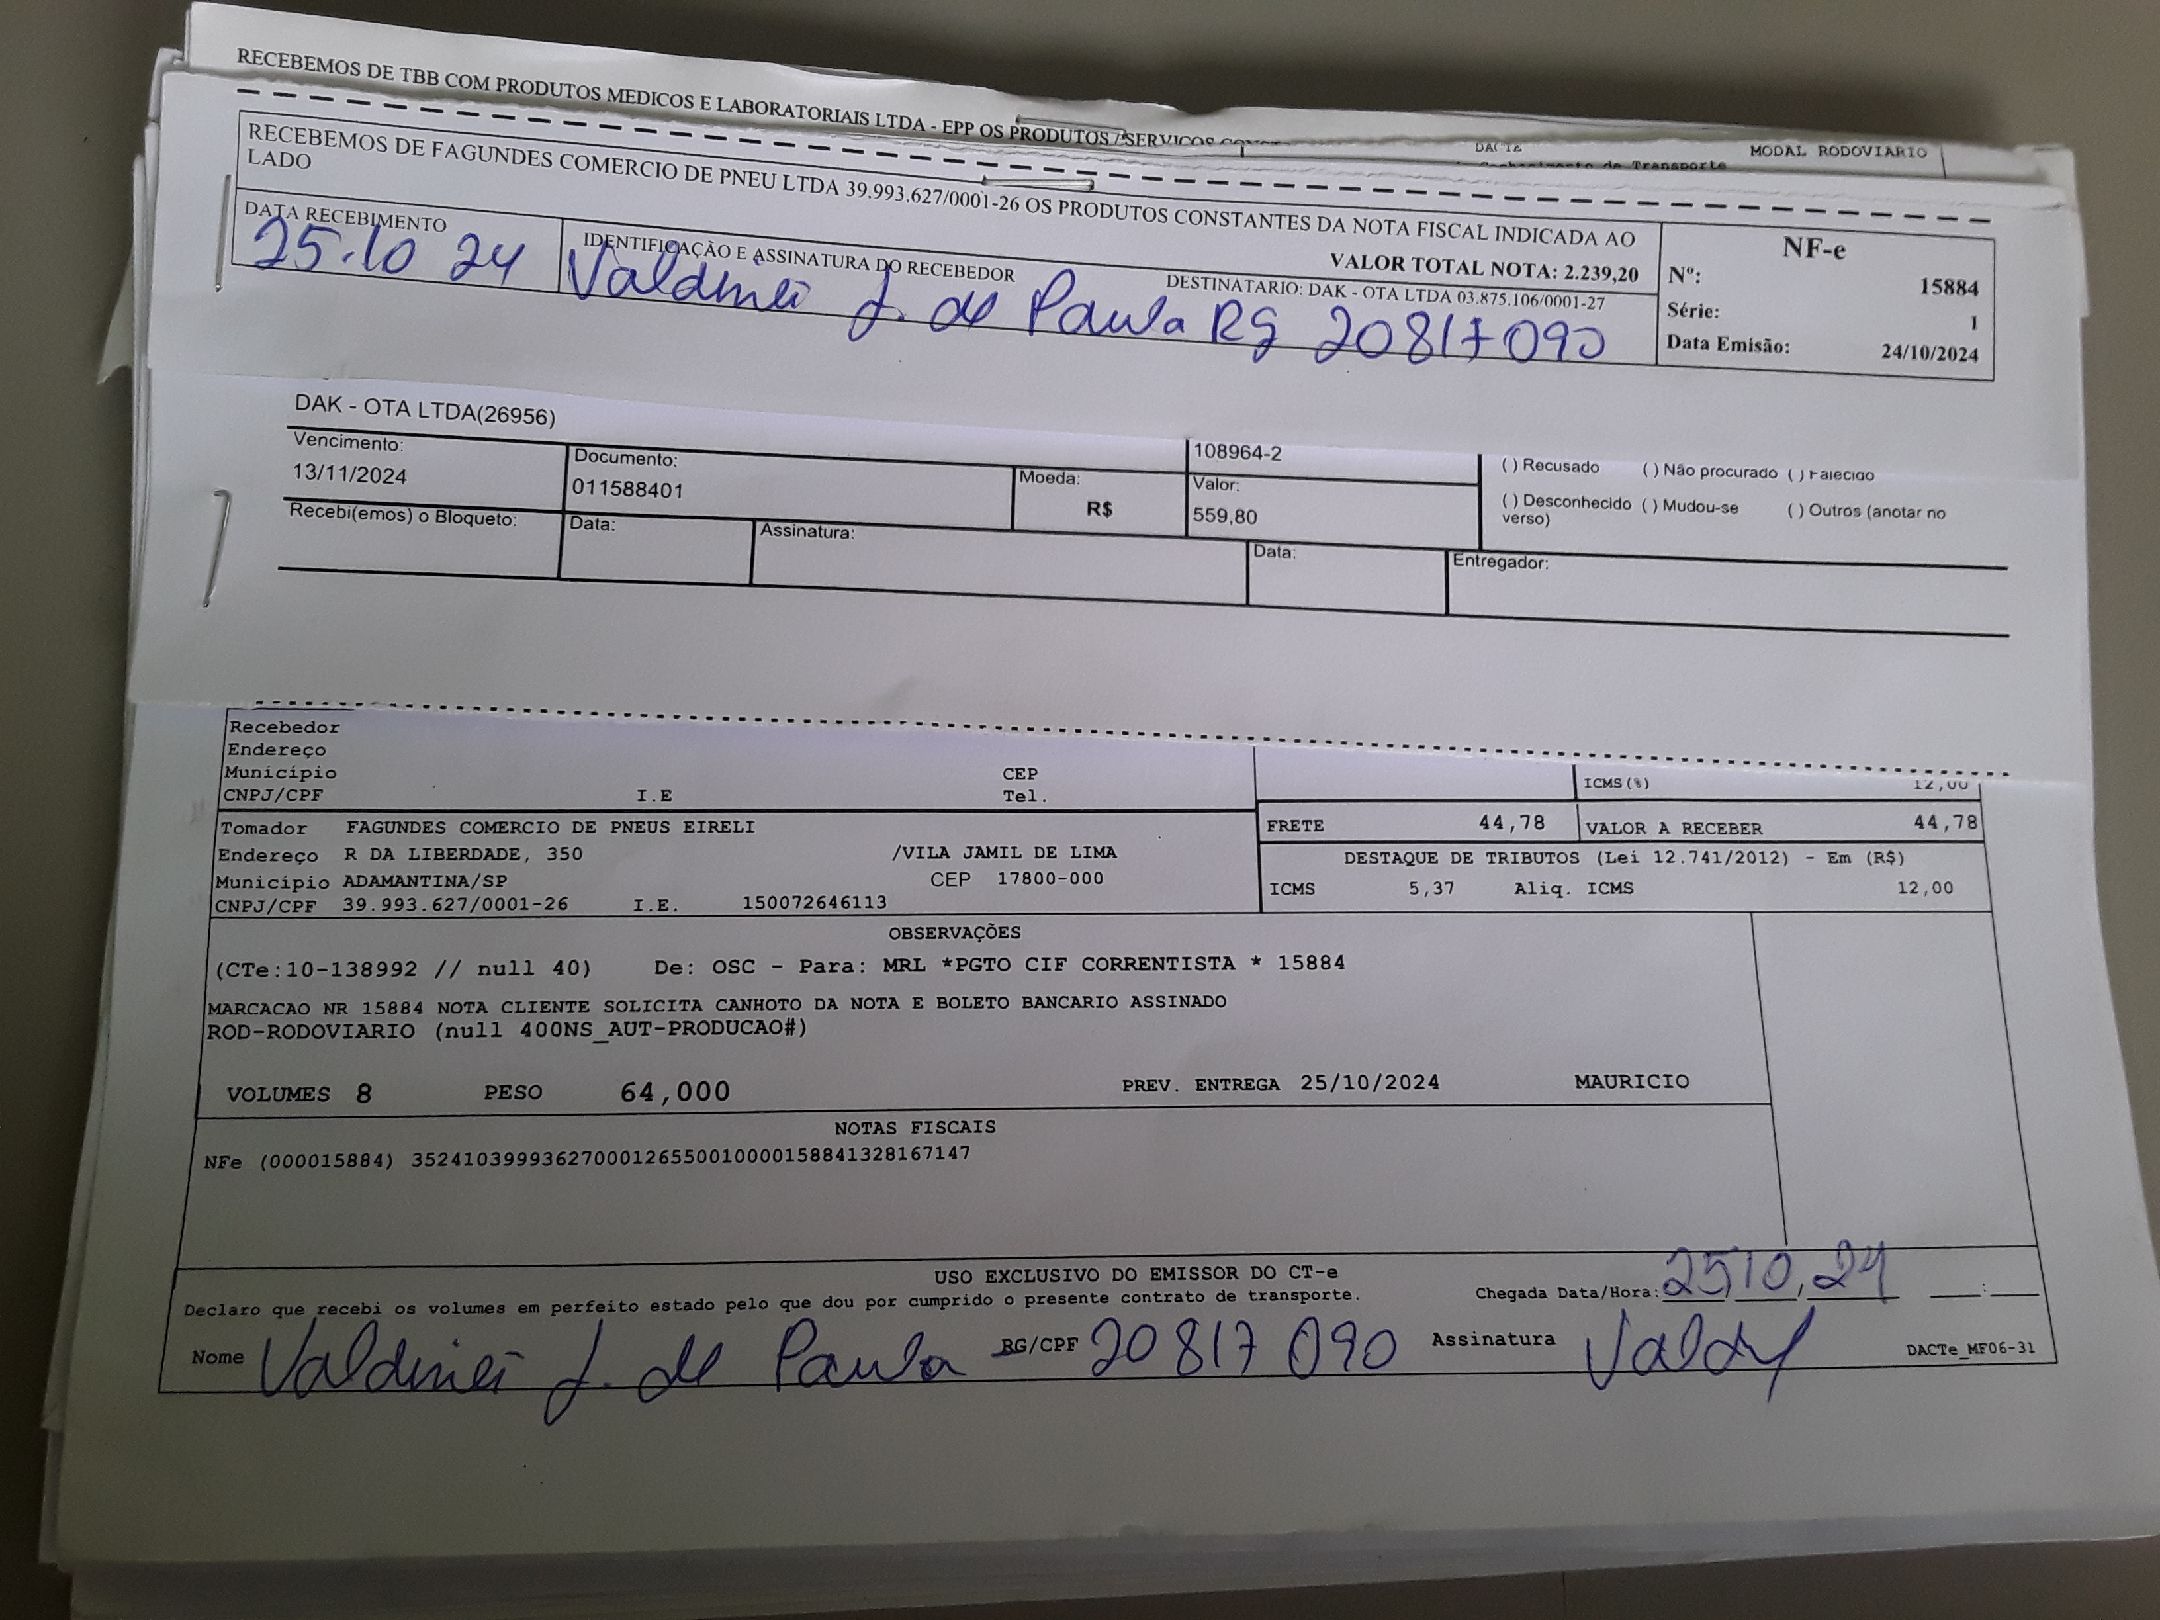 RECEBEMOS DE TBB COM PRODUTOS MEDICOS E LABORATORIAIS LTDA - EPP OS PRODUTOS / SERVIÇOS
DACTE
MODAL RODOVIARIO
de Transporte
RECEBEMOS DE FAGUNDES COMERCIO DE PNEU LTDA 39.993.627/0001-26 OS PRODUTOS CONSTANTES DA NOTA FISCAL INDICADA AO
LADO
VALOR TOTAL NOTA: 2.239,20
DESTINATARIO: DAK - OTA LTDA 03.875.106/0001-27
DATA RECEBIMENTO
25.10 24
IDENTIFICAÇÃO E ASSINATURA DO RECEBEDOR
Valdinei J. de Paula RG 20817090
NF-e
Nº: 15884
Série: 1
Data Emisão: 24/10/2024
DAK - OTA LTDA(26956)
108964-2
Vencimento:
13/11/2024
Documento:
011588401
Moeda:
R$
Valor:
559,80
( ) Recusado ( ) Não procurado ( ) Falecido
( ) Desconhecido ( ) Mudou-se ( ) Outros (anotar no
verso)
Recebi(emos) o Bloqueto: Data: Assinatura: Data: Entregador:
Recebedor
Endereço
Município CEP
CNPJ/CPF I.E Tel.
ICMS(%) 12,00
Tomador FAGUNDES COMERCIO DE PNEUS EIRELI
Endereço R DA LIBERDADE, 350 /VILA JAMIL DE LIMA
Município ADAMANTINA/SP CEP 17800-000
CNPJ/CPF 39.993.627/0001-26 I.E. 150072646113
FRETE 44,78 VALOR A RECEBER 44,78
DESTAQUE DE TRIBUTOS (Lei 12.741/2012) - Em (R$)
ICMS 5,37 Aliq. ICMS 12,00
OBSERVAÇÕES
(CTe:10-138992 // null 40) De: OSC - Para: MRL *PGTO CIF CORRENTISTA * 15884
MARCACAO NR 15884 NOTA CLIENTE SOLICITA CANHOTO DA NOTA E BOLETO BANCARIO ASSINADO
ROD-RODOVIARIO (null 400NS_AUT-PRODUCAO#)
VOLUMES 8 PESO 64,000 PREV. ENTREGA 25/10/2024 MAURICIO
NOTAS FISCAIS
NFe (000015884) 35241039993627000126550010000158841328167147
USO EXCLUSIVO DO EMISSOR DO CT-e
Declaro que recebi os volumes em perfeito estado pelo que dou por cumprido o presente contrato de transporte.
Chegada Data/Hora: 25,10,24 :
Nome Valdinei J. de Paula RG/CPF 20817090 Assinatura Valdy
DACTe_MF06-31